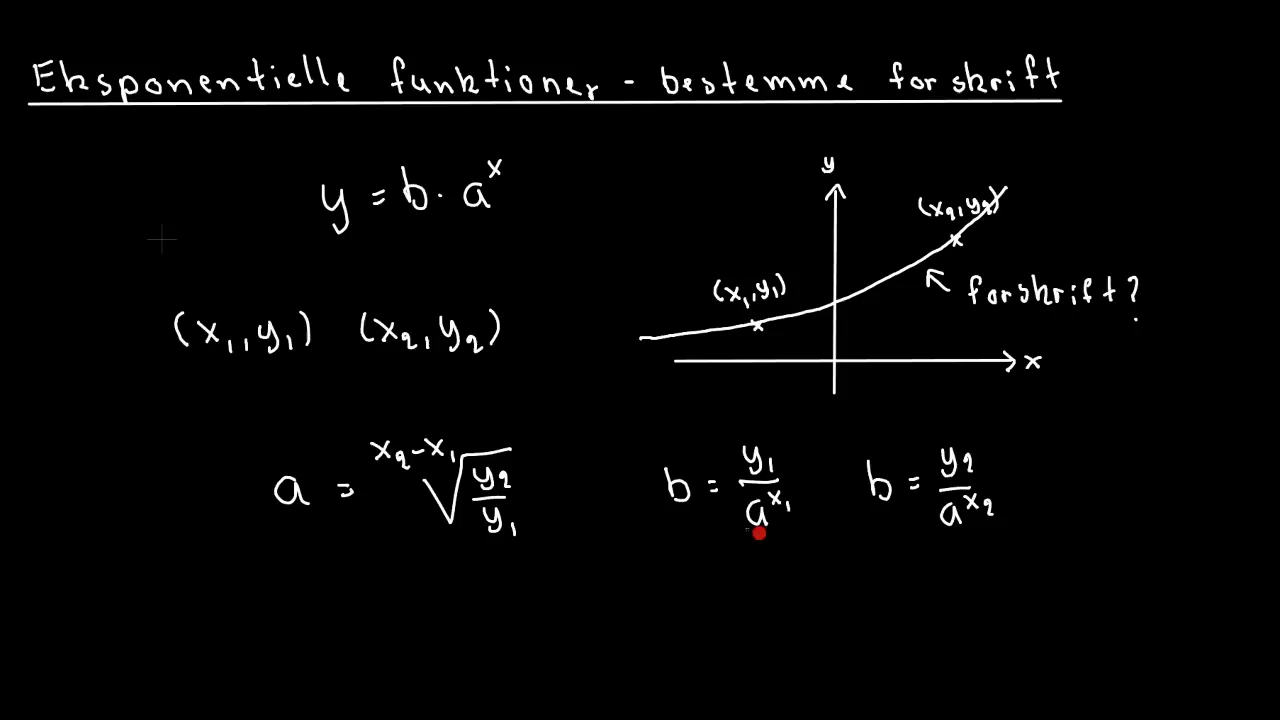 Eksponentielle funktioner - bestemme forskrift
y = b · a^x
y
(x₂, y₂)
(x₁, y₁)
forskrift?
x
(x₁, y₁) (x₂, y₂)
a = ^{x₂-x₁}√(y₂/y₁) b = y₁/a^{x₁} b = y₂/a^{x₂}